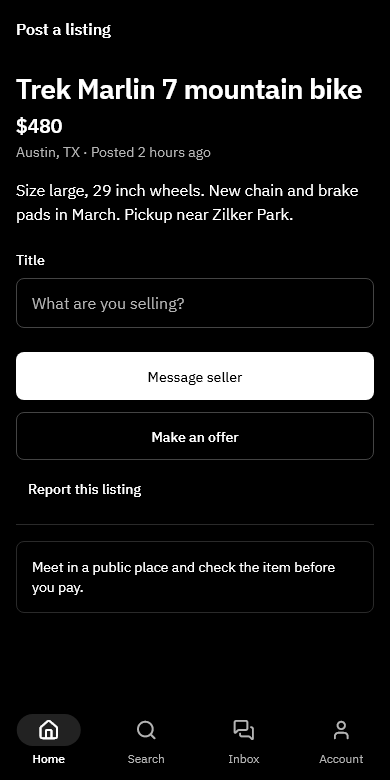 Post a listing
Trek Marlin 7 mountain bike
$480
Austin, TX · Posted 2 hours ago
Size large, 29 inch wheels. New chain and brake
pads in March. Pickup near Zilker Park.
Title
What are you selling?
Message seller
Make an offer
Report this listing
Meet in a public place and check the item before
you pay.
Home
Search
Inbox
Account